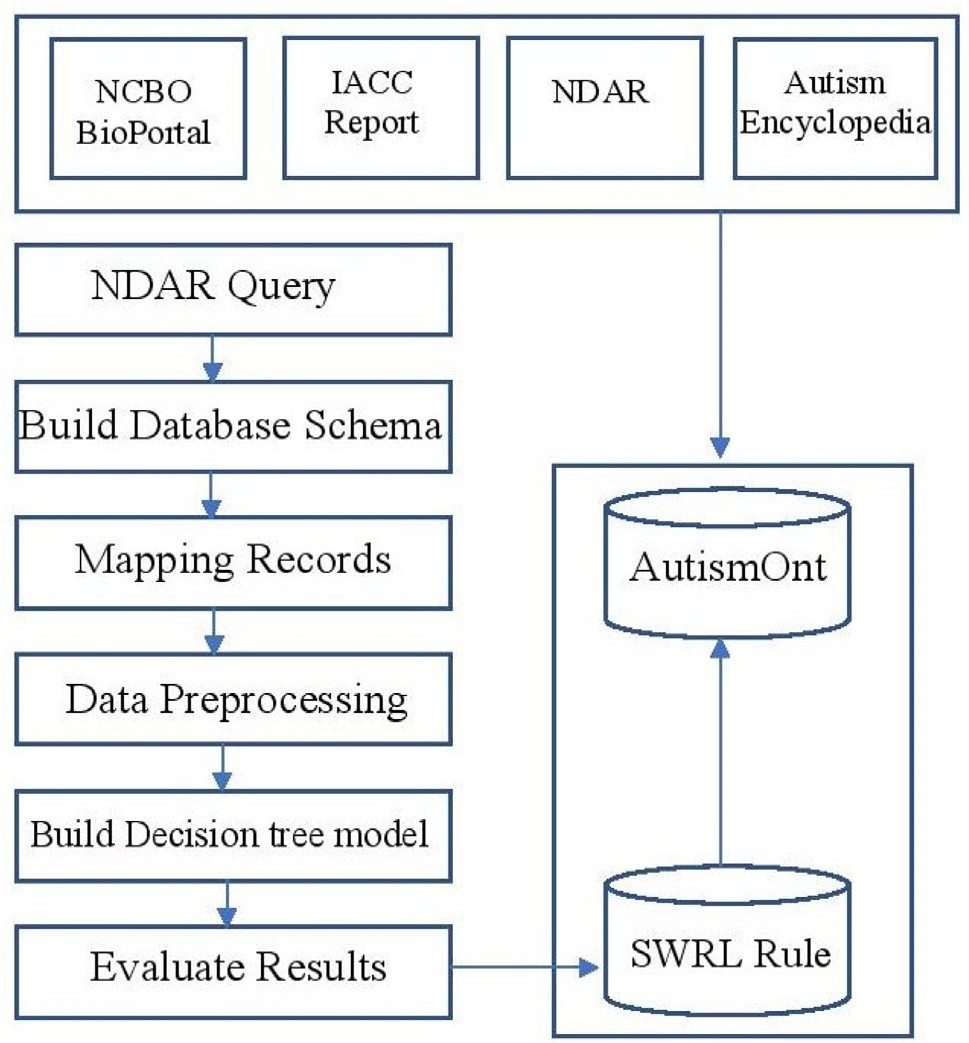 NCBO
BioPortal
IACC
Report
NDAR
Autism
Encyclopedia
NDAR Query
Build Database Schema
Mapping Records
Data Preprocessing
Build Decision tree model
Evaluate Results
AutismOnt
SWRL Rule